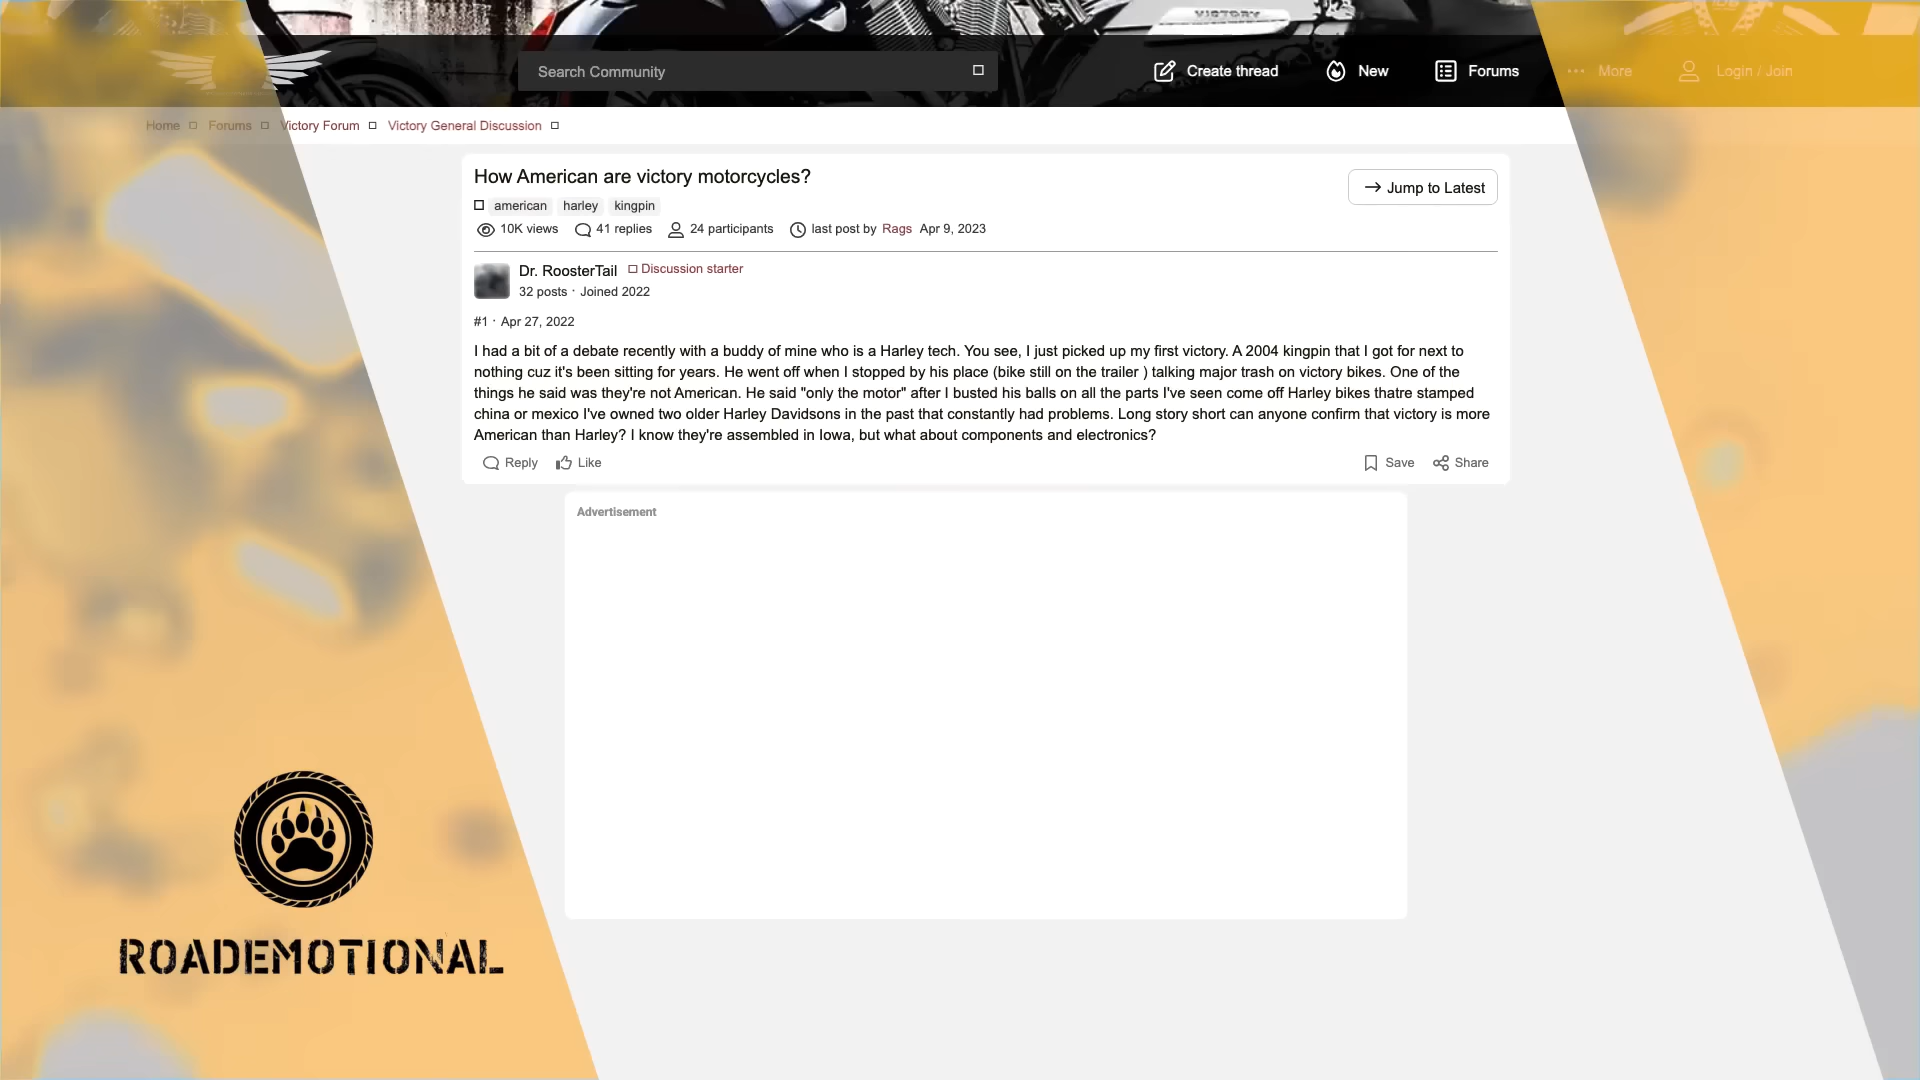 VICTORY
Search Community
Create thread
New
Forums
More
Login / Join
Home
Forums
Victory Forum
Victory General Discussion
How American are victory motorcycles?
Jump to Latest
american harley kingpin
10K views 41 replies 24 participants last post by Rags Apr 9, 2023
Dr. RoosterTail Discussion starter
32 posts · Joined 2022
#1 · Apr 27, 2022
I had a bit of a debate recently with a buddy of mine who is a Harley tech. You see, I just picked up my first victory. A 2004 kingpin that I got for next to
nothing cuz it's been sitting for years. He went off when I stopped by his place (bike still on the trailer ) talking major trash on victory bikes. One of the
things he said was they're not American. He said "only the motor" after I busted his balls on all the parts I've seen come off Harley bikes thatre stamped
china or mexico I've owned two older Harley Davidsons in the past that constantly had problems. Long story short can anyone confirm that victory is more
American than Harley? I know they're assembled in Iowa, but what about components and electronics?
Reply Like Save Share
Advertisement
ROADEMOTIONAL